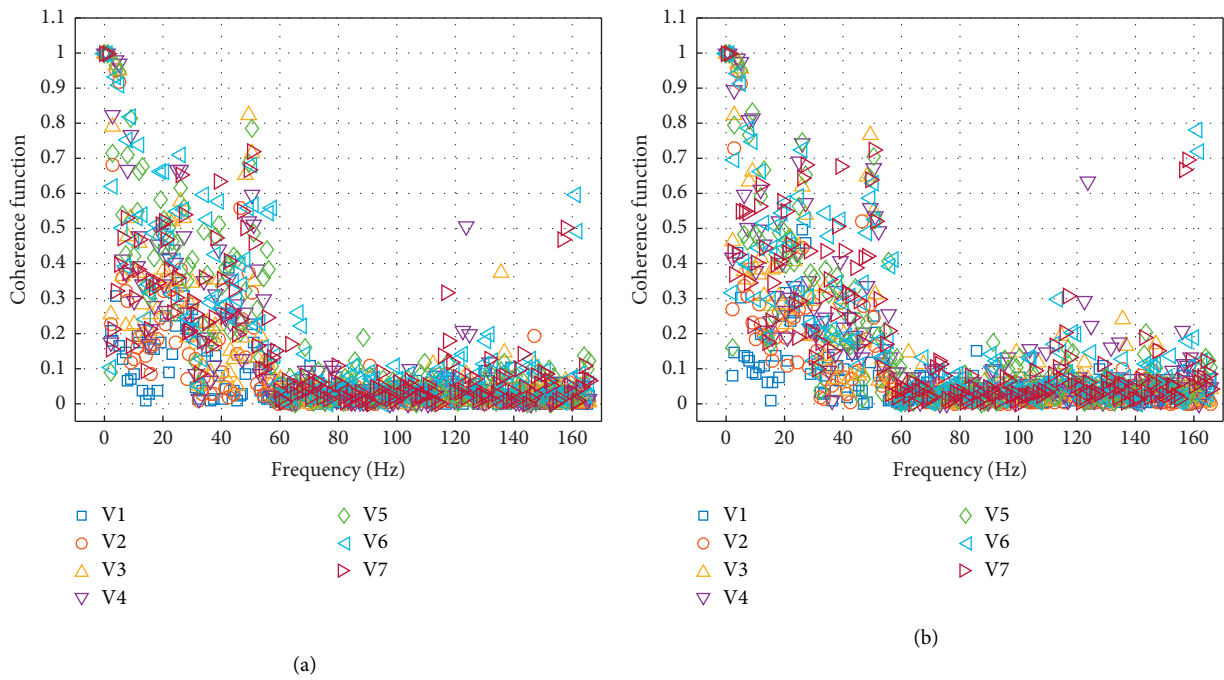 1.1
1
0.9
0.8
0.7
0.6
0.5
0.4
0.3
0.2
0.1
0
Coherence function
0 20 40 60 80 100 120 140 160
Frequency (Hz)
V1
V2
V3
V4
V5
V6
V7
(a)
1.1
1
0.9
0.8
0.7
0.6
0.5
0.4
0.3
0.2
0.1
0
Coherence function
0 20 40 60 80 100 120 140 160
Frequency (Hz)
V1
V2
V3
V4
V5
V6
V7
(b)